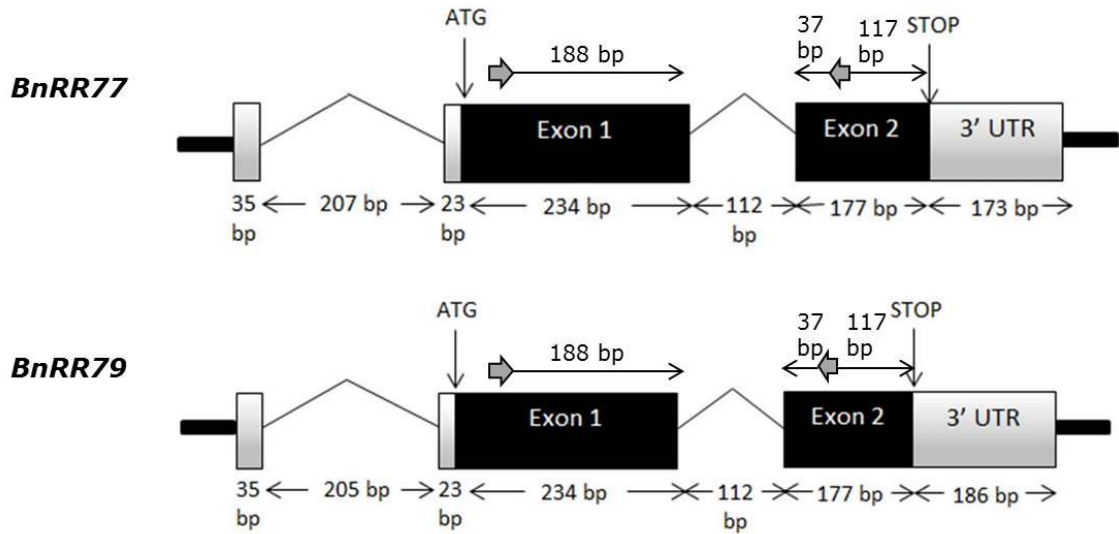 ATG
188 bp
37 bp
117 bp
STOP
BnRR77
Exon 1
Exon 2
3’ UTR
35 bp
207 bp
23 bp
234 bp
112 bp
177 bp
173 bp
ATG
188 bp
37 bp
117 bp
STOP
BnRR79
Exon 1
Exon 2
3’ UTR
35 bp
205 bp
23 bp
234 bp
112 bp
177 bp
186 bp